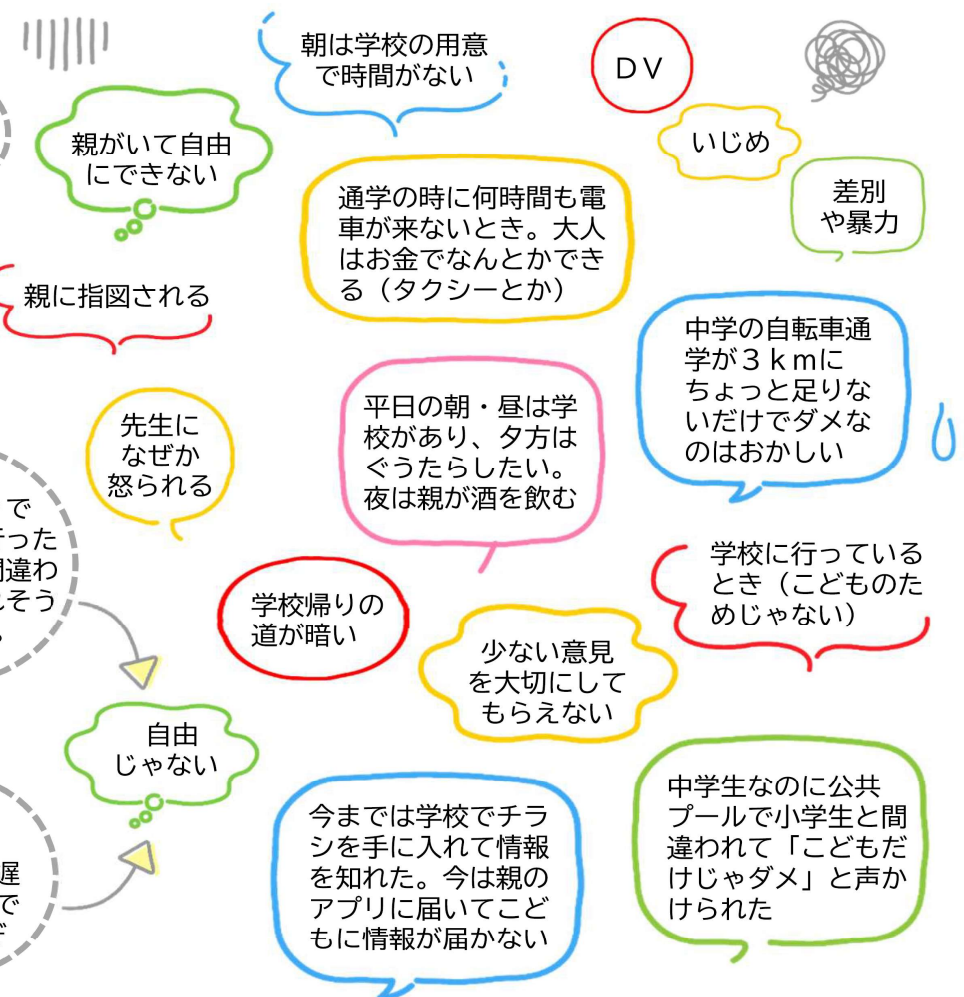 朝は学校の用意
で時間がない
DV
いじめ
差別
や暴力
親がいて自由
にできない
通学の時に何時間も電
車が来ないとき。大人
はお金でなんとかでき
る（タクシーとか）
親に指図される
中学の自転車通
学が３ｋｍに
ちょっと足りな
いだけでダメな
のはおかしい
先生に
なぜか
怒られる
平日の朝・昼は学
校があり、夕方は
ぐうたらしたい。
夜は親が酒を飲む
で
った
違わ
そう
学校帰りの
道が暗い
学校に行っている
とき（こどものた
めじゃない）
少ない意見
を大切にして
もらえない
自由
じゃない
今までは学校でチラ
シを手に入れて情報
を知れた。今は親の
アプリに届いてこど
もに情報が届かない
中学生なのに公共
プールで小学生と間
違われて「こどもだ
けじゃダメ」と声か
けられた
遅
で